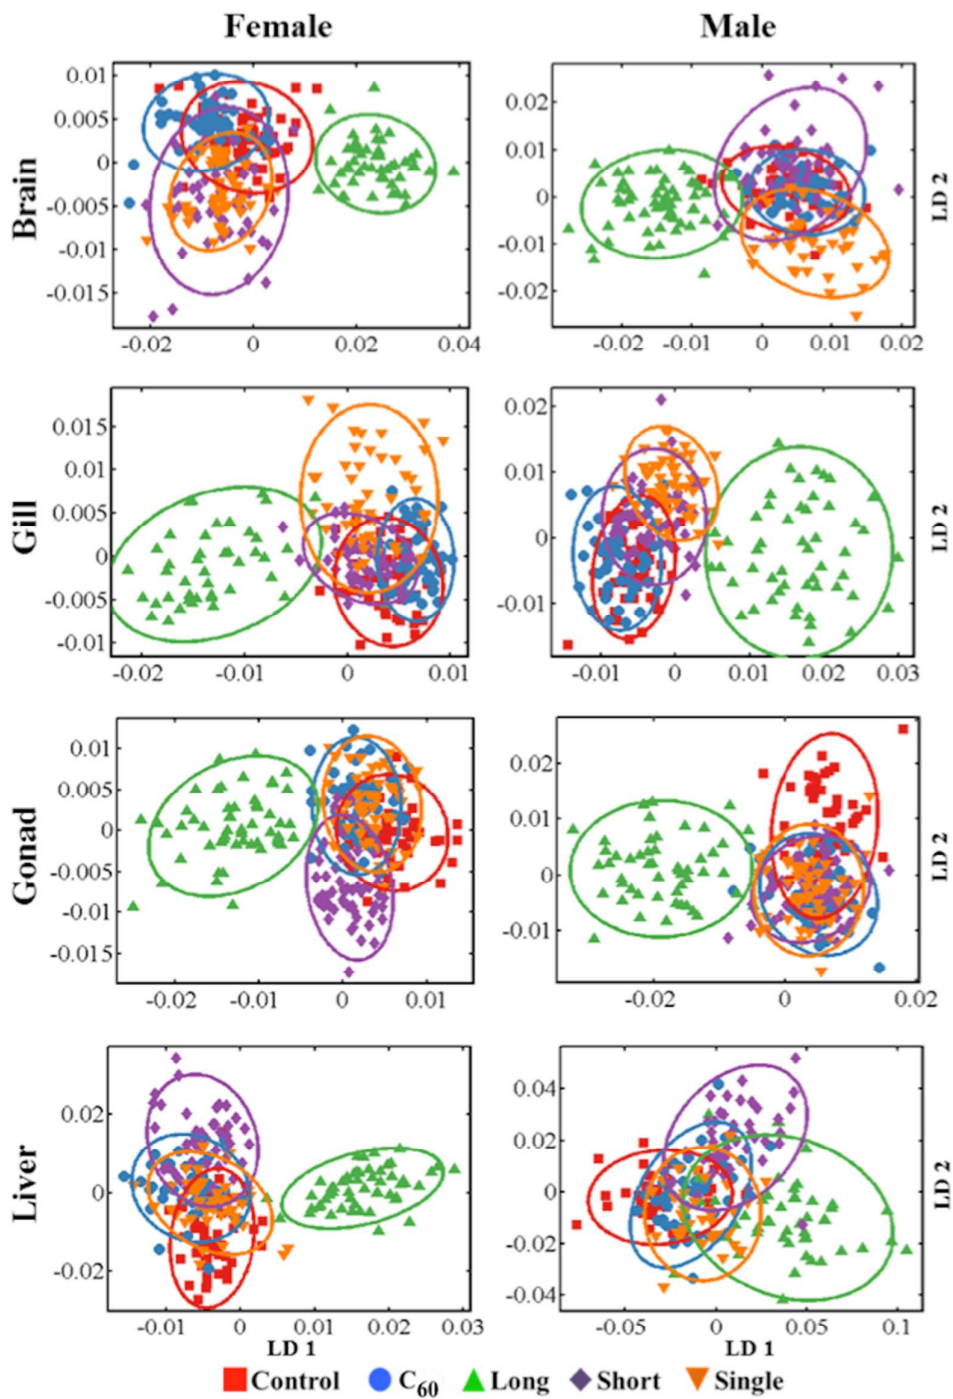 Female Male
Brain
0.01
0.005
0
-0.005
-0.01
-0.015
-0.02 0 0.02 0.04
0.02
0.01
0
-0.01
-0.02
-0.02 -0.01 0 0.01 0.02
LD 2
Gill
0.015
0.01
0.005
0
-0.005
-0.01
-0.02 -0.01 0 0.01
0.02
0.01
0
-0.01
-0.01 0 0.01 0.02 0.03
LD 2
Gonad
0.01
0.005
0
-0.005
-0.01
-0.015
-0.02 -0.01 0 0.01
0.02
0.01
0
-0.01
-0.02 0 0.02
LD 2
Liver
0.02
0
-0.02
-0.01 0 0.01 0.02 0.03
LD 1
0.04
0.02
0
-0.02
-0.04
-0.05 0 0.05 0.1
LD 1
LD 2
Control C60 Long Short Single